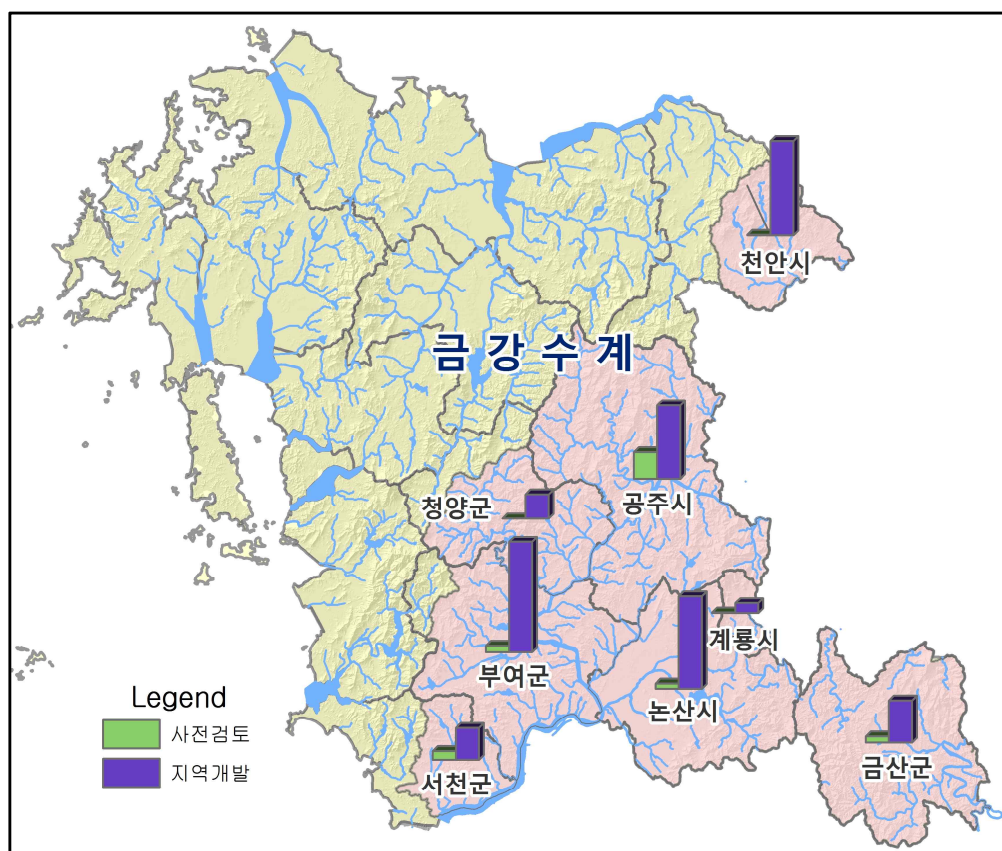 천안시
금강수계
청양군
공주시
계룡시
부여군
논산시
서천군
금산군
Legend
사전검토
지역개발